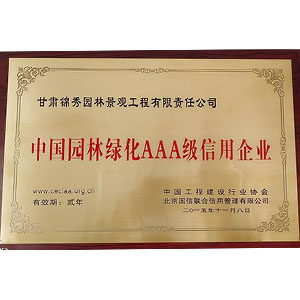 甘肃锦秀园林景观工程有限责任公司
中国园林绿化AAA级信用企业
www.ceciaa.org.cn
有效期：贰年
中国工程建设行业协会
北京国信联合信用管理有限公司
二〇一五年十一月八日